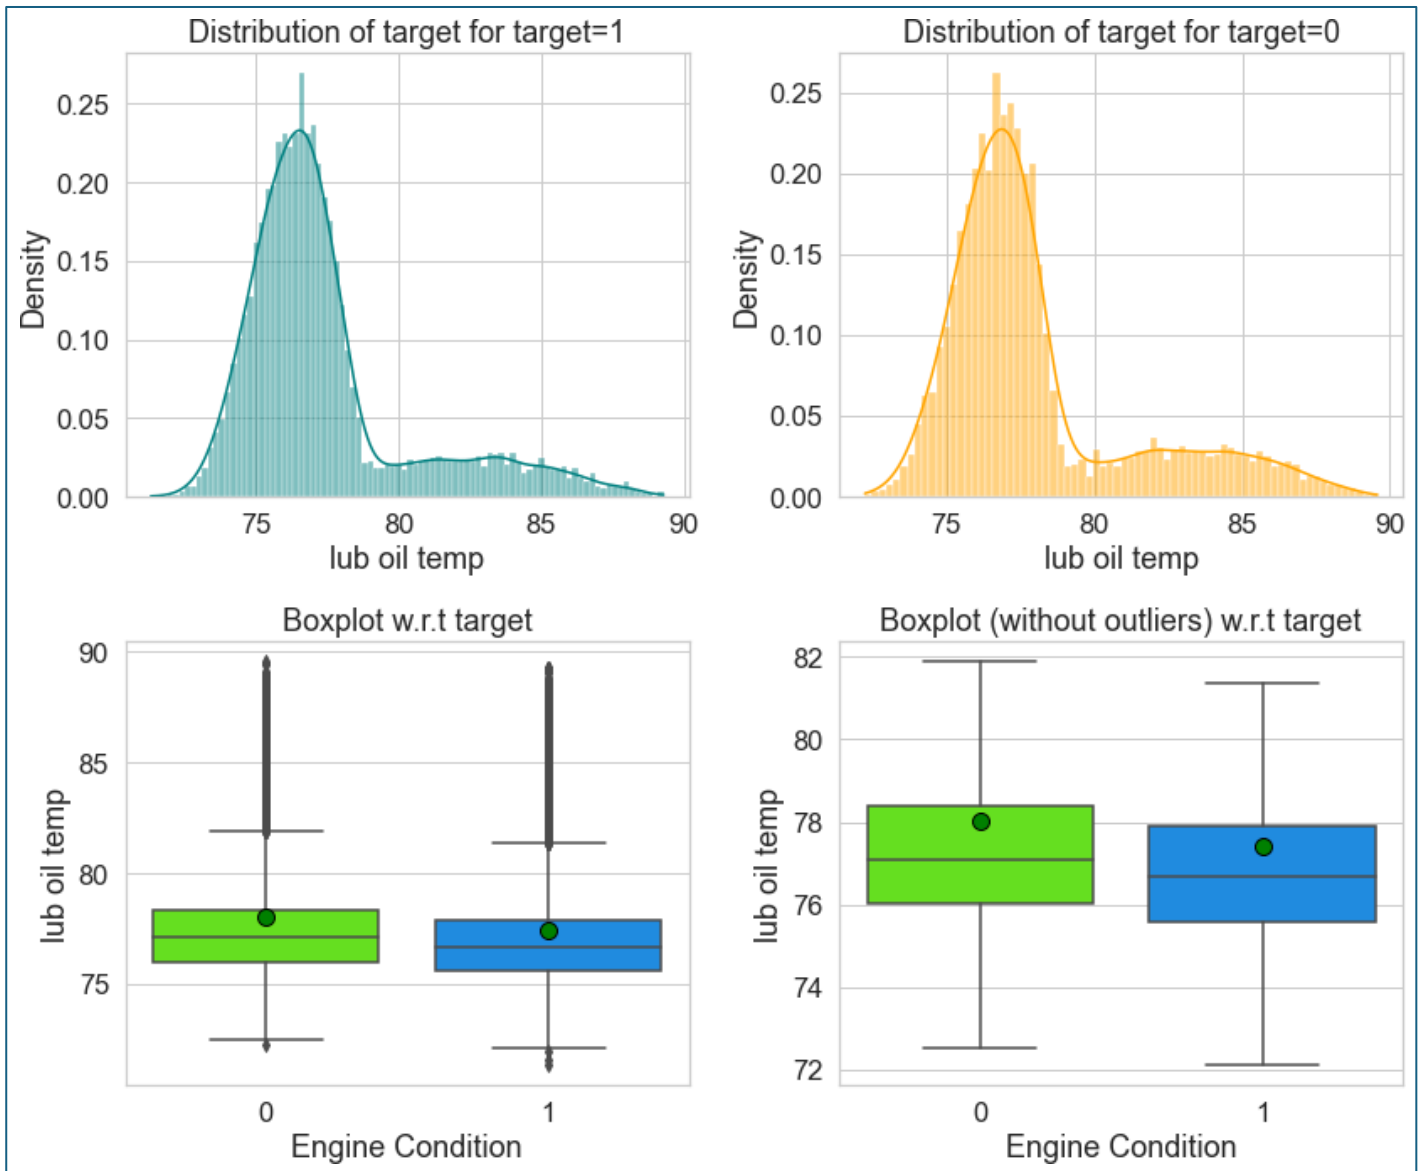 Distribution of target for target=1
Density
0.25
0.20
0.15
0.10
0.05
0.00
75 80 85 90
lub oil temp
Distribution of target for target=0
Density
0.25
0.20
0.15
0.10
0.05
0.00
75 80 85 90
lub oil temp
Boxplot w.r.t target
lub oil temp
90
85
80
75
0 1
Engine Condition
Boxplot (without outliers) w.r.t target
lub oil temp
82
80
78
76
74
72
0 1
Engine Condition